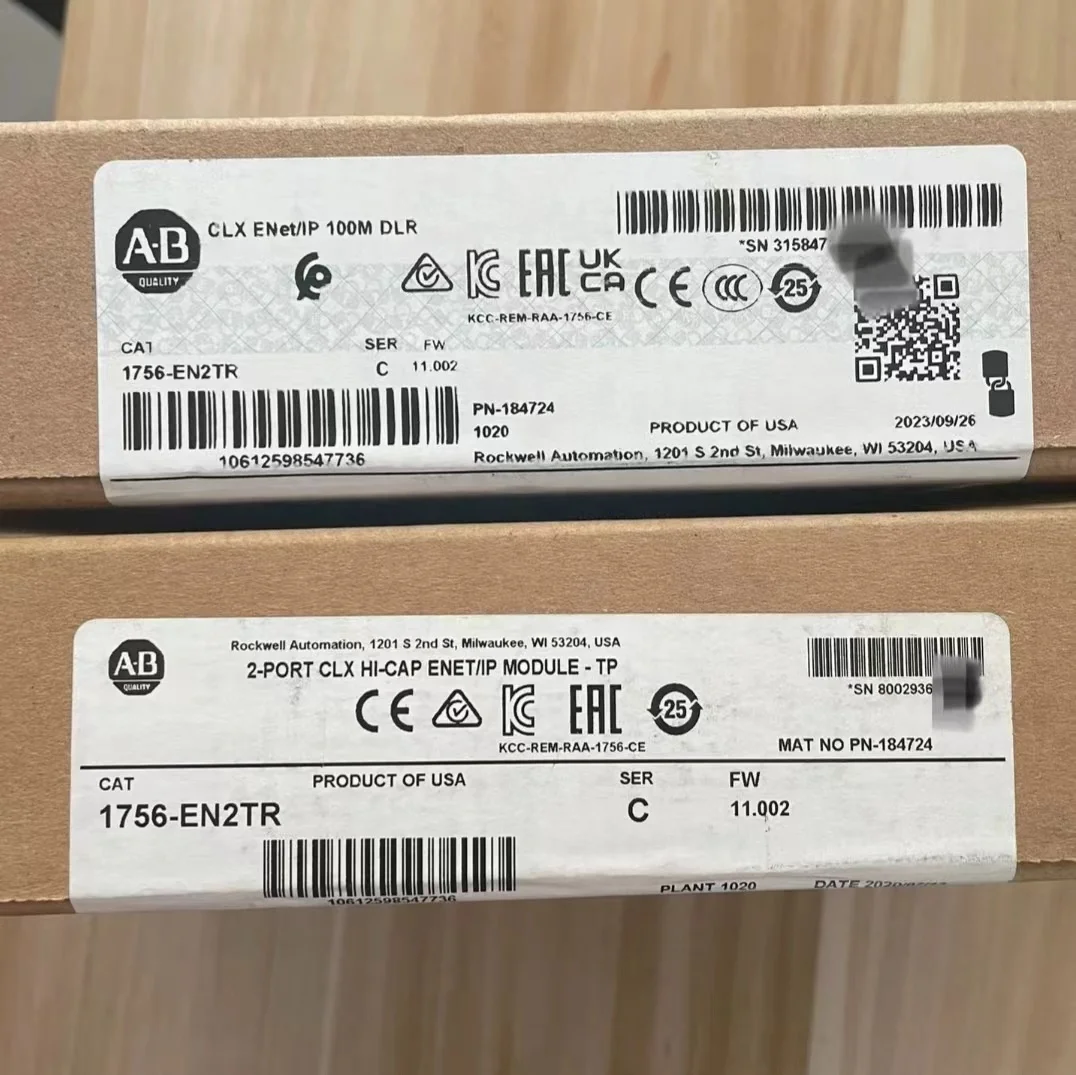 A·B
QUALITY
CLX ENet/IP 100M DLR
*SN 315847
EAC
UK
CA
CE
CCC
25
KCC-REM-RAA-1756-CE
CAT
SER
FW
1756-EN2TR
C
11.002
PN-184724
1020
PRODUCT OF USA
2023/09/26
10612598547736
Rockwell Automation, 1201 S 2nd St, Milwaukee, WI 53204, USA
A·B
QUALITY
Rockwell Automation, 1201 S 2nd St, Milwaukee, WI 53204, USA
2-PORT CLX HI-CAP ENET/IP MODULE - TP
*SN 8002936
CE
EAC
25
KCC-REM-RAA-1756-CE
MAT NO PN-184724
CAT
PRODUCT OF USA
SER
FW
1756-EN2TR
C
11.002
10612598547736
PLANT 1020
DATE